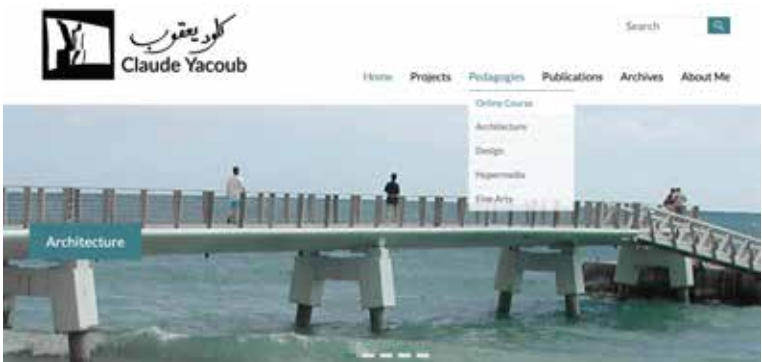 كلود يعقوب
Claude Yacoub
Search
Home Projects Pedagogies Publications Archives About Me
Online Course
Architecture
Design
Hypermedia
Fine Arts
Architecture